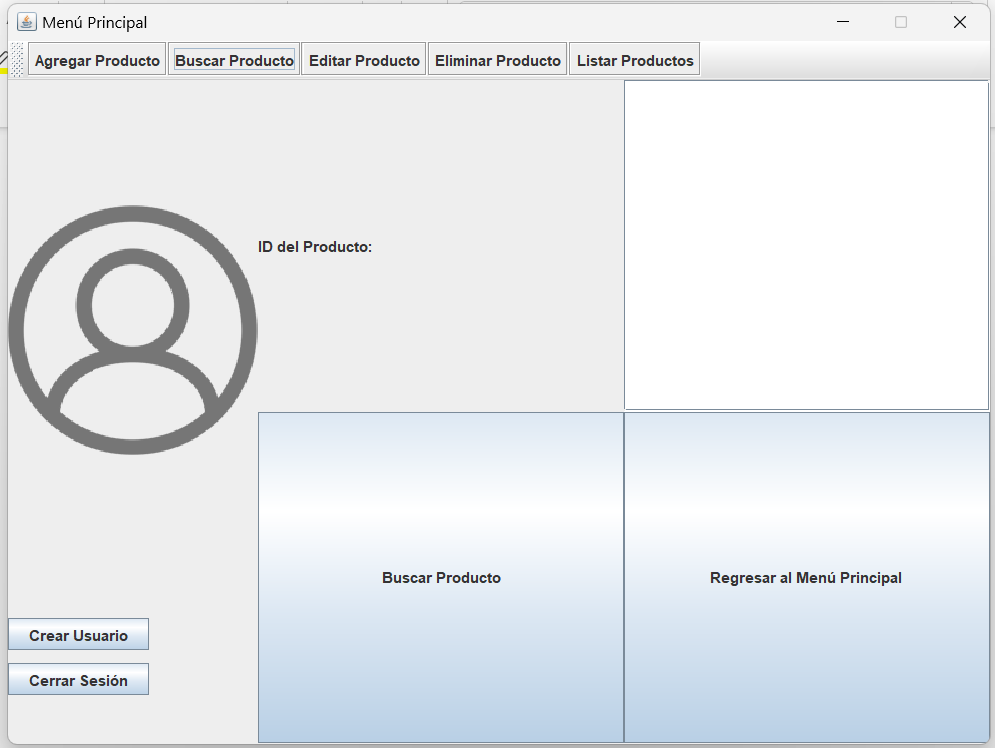 Menú Principal
Agregar Producto Buscar Producto Editar Producto Eliminar Producto Listar Productos
ID del Producto:
Buscar Producto Regresar al Menú Principal
Crear Usuario
Cerrar Sesión